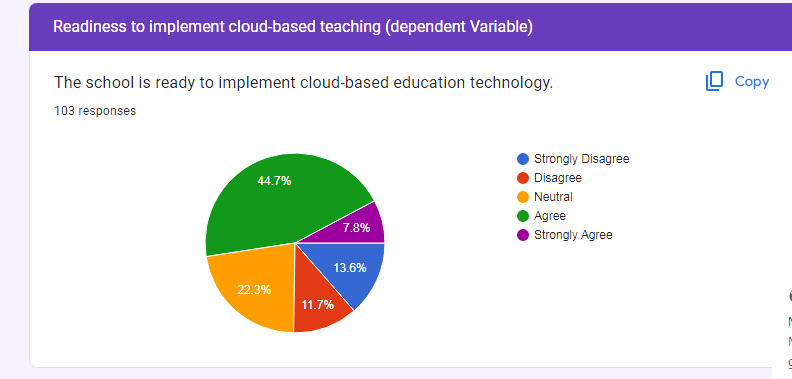 Readiness to implement cloud-based teaching (dependent Variable)
The school is ready to implement cloud-based education technology.
Copy
103 responses
44.7%
7.8%
13.6%
11.7%
22.3%
Strongly Disagree
Disagree
Neutral
Agree
Strongly Agree